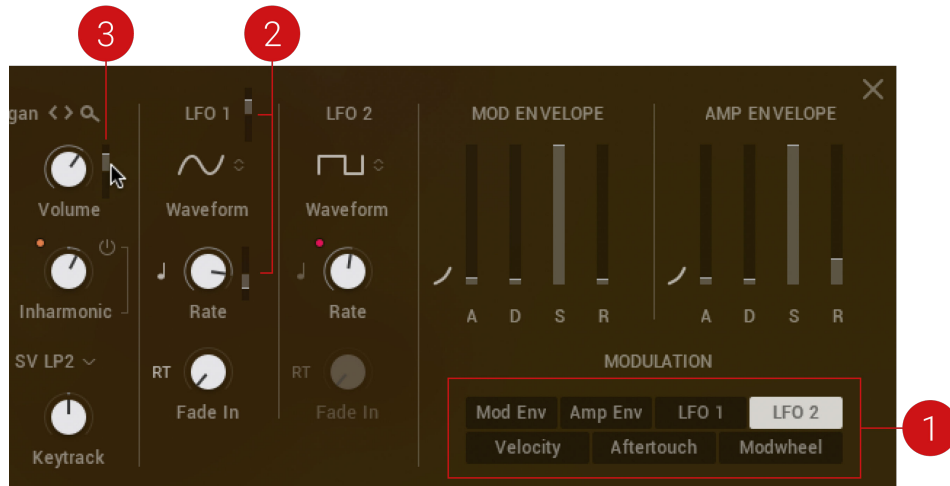 3
2
gan
LFO 1
LFO 2
MOD ENVELOPE
AMP ENVELOPE
Volume
Waveform
Waveform
Inharmonic
Rate
Rate
A D S R
A D S R
SV LP2
RT
RT
MODULATION
Fade In
Fade In
Mod Env
Amp Env
LFO 1
LFO 2
1
Keytrack
Velocity
Aftertouch
Modwheel